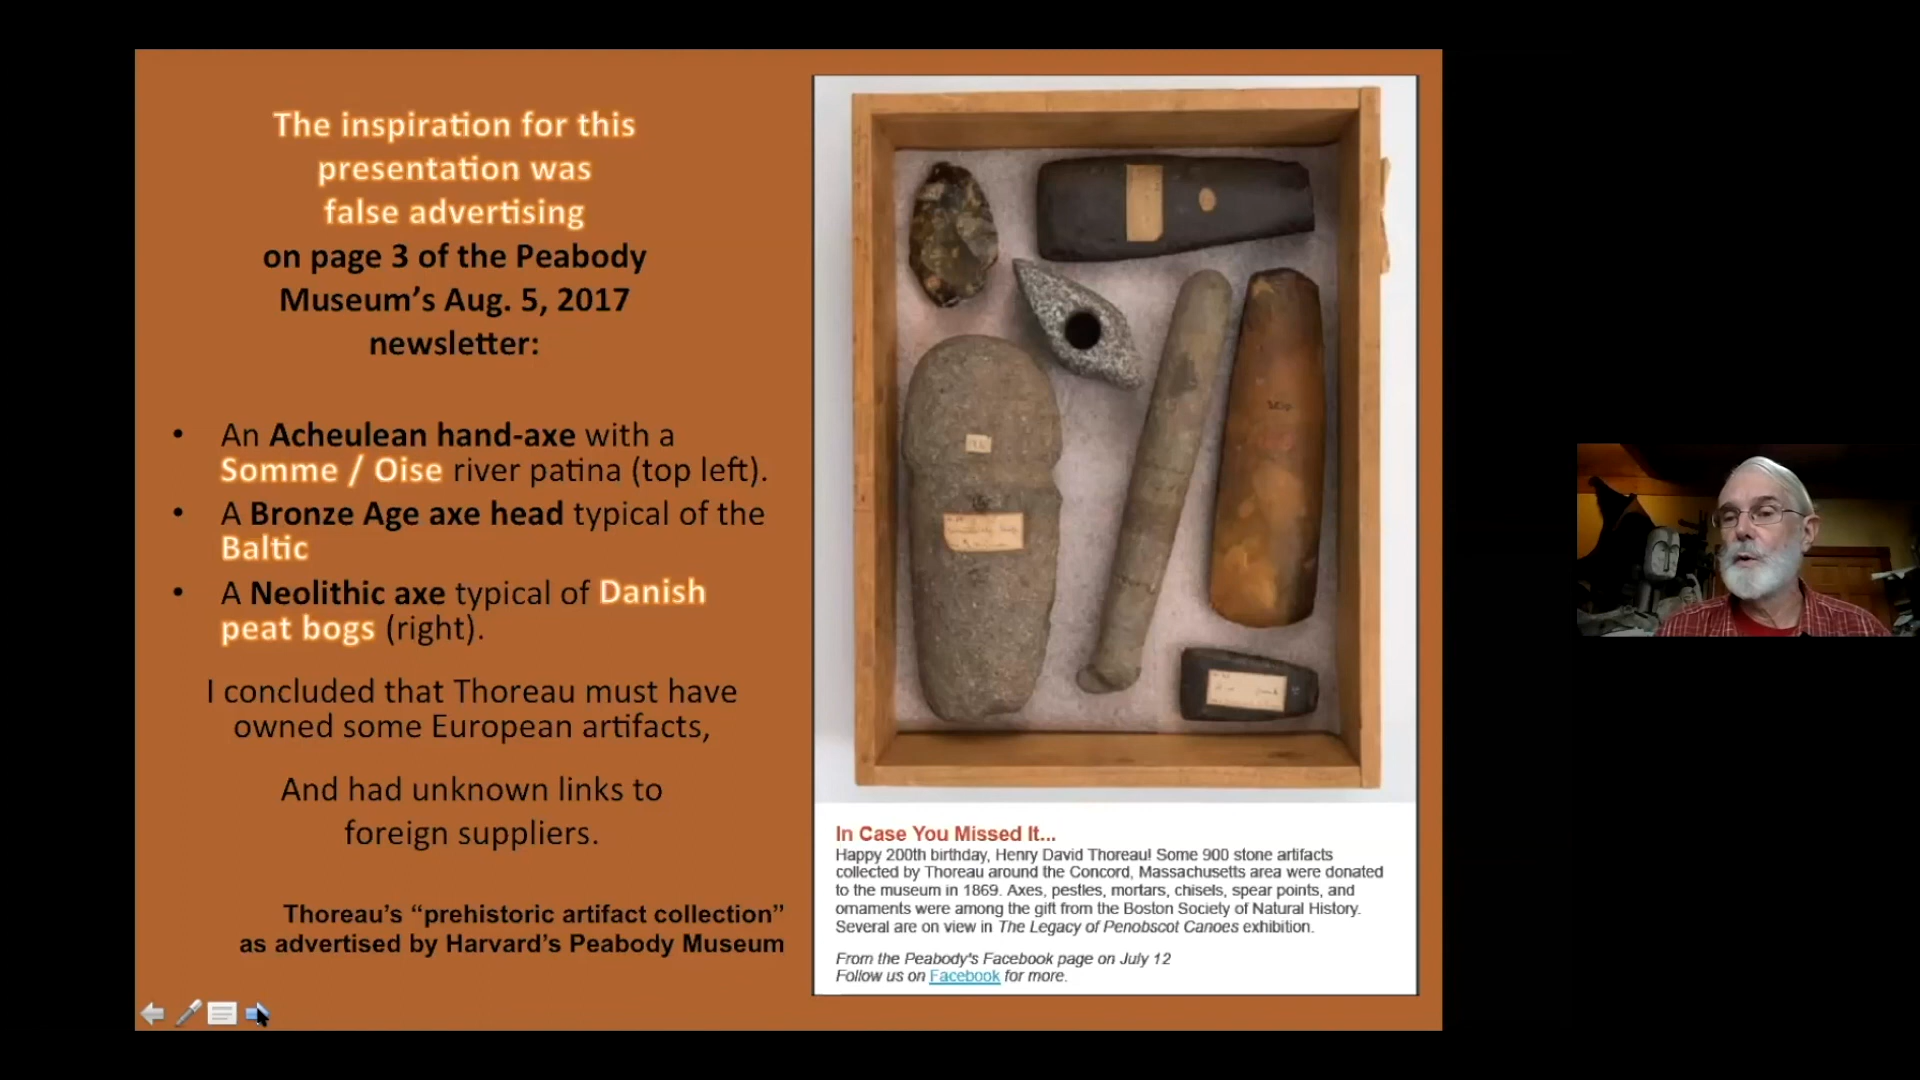 The inspiration for this
presentation was
false advertising
on page 3 of the Peabody
Museum’s Aug. 5, 2017
newsletter:
• An Acheulean hand-axe with a
Somme / Oise river patina (top left).
• A Bronze Age axe head typical of the
Baltic
• A Neolithic axe typical of Danish
peat bogs (right).
I concluded that Thoreau must have
owned some European artifacts,
And had unknown links to
foreign suppliers.
Thoreau’s “prehistoric artifact collection”
as advertised by Harvard’s Peabody Museum
In Case You Missed It...
Happy 200th birthday, Henry David Thoreau! Some 900 stone artifacts
collected by Thoreau around the Concord, Massachusetts area were donated
to the museum in 1869. Axes, pestles, mortars, chisels, spear points, and
ornaments were among the gift from the Boston Society of Natural History.
Several are on view in The Legacy of Penobscot Canoes exhibition.
From the Peabody's Facebook page on July 12
Follow us on Facebook for more.